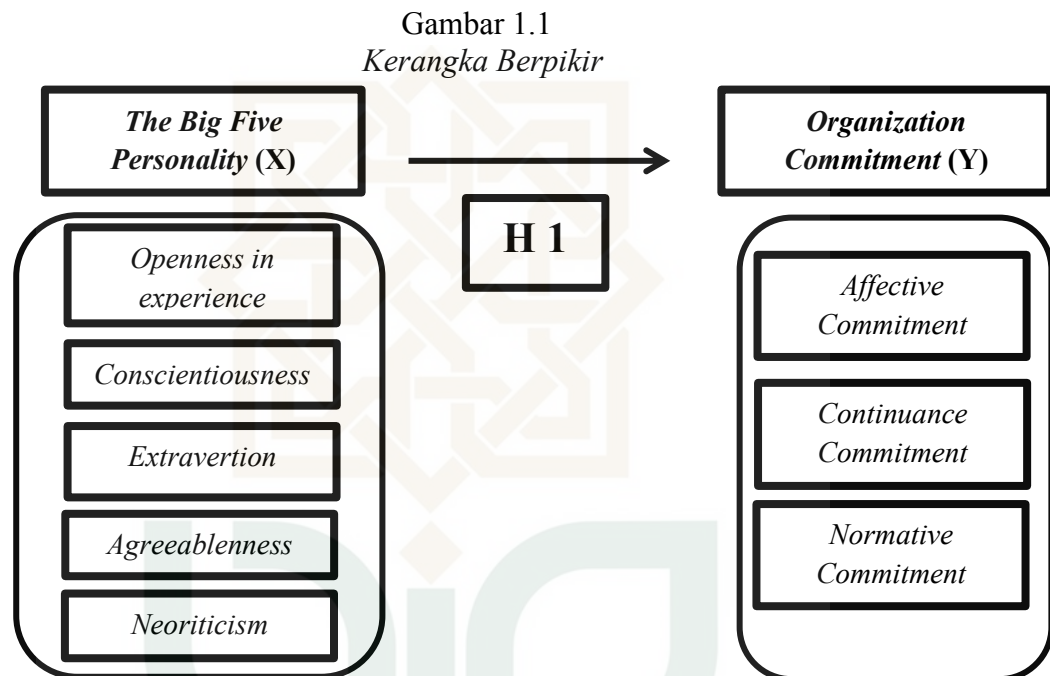 Gambar 1.1
Kerangka Berpikir
The Big Five
Personality (X)
Organization
Commitment (Y)
H 1
Openness in
experience
Conscientiousness
Extravertion
Agreeablenness
Neoriticism
Affective
Commitment
Continuance
Commitment
Normative
Commitment